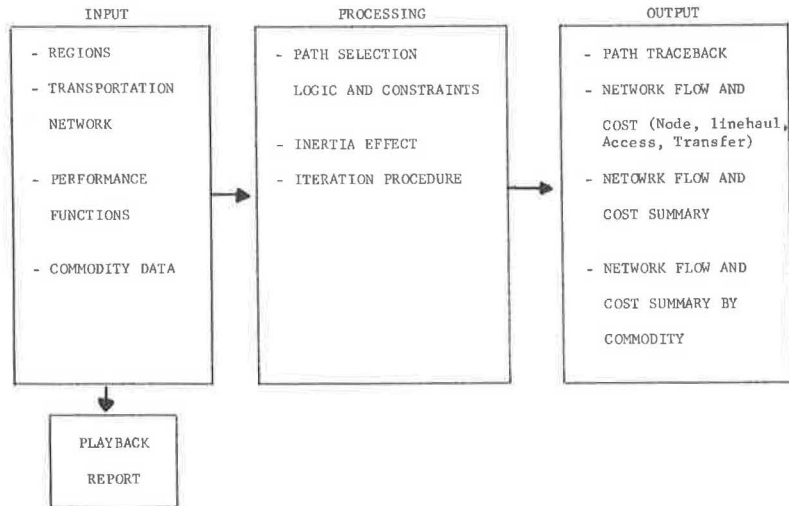 INPUT
- REGIONS
- TRANSPORTATION
NETWORK
- PERFORMANCE
FUNCTIONS
- COMMODITY DATA
PLAYBACK
REPORT
PROCESSING
- PATH SELECTION
LOGIC AND CONSTRAINTS
- INERTIA EFFECT
- ITERATION PROCEDURE
OUTPUT
- PATH TRACEBACK
- NETWORK FLOW AND
COST (Node, linehaul,
Access, Transfer)
- NETOWRK FLOW AND
COST SUMMARY
- NETWORK FLOW AND
COST SUMMARY BY
COMMODITY